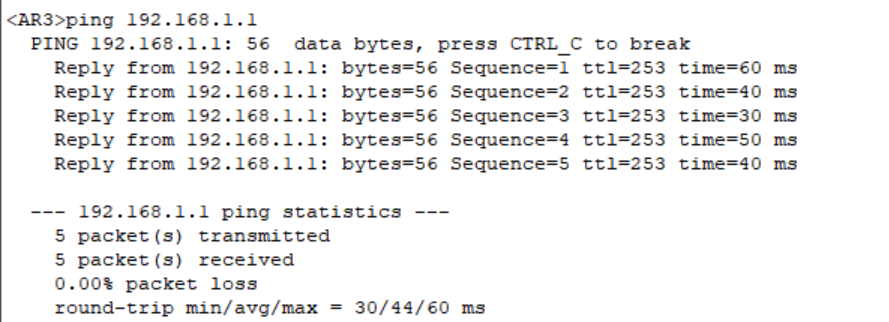 <AR3>ping 192.168.1.1
PING 192.168.1.1: 56  data bytes, press CTRL_C to break
Reply from 192.168.1.1: bytes=56 Sequence=1 ttl=253 time=60 ms
Reply from 192.168.1.1: bytes=56 Sequence=2 ttl=253 time=40 ms
Reply from 192.168.1.1: bytes=56 Sequence=3 ttl=253 time=30 ms
Reply from 192.168.1.1: bytes=56 Sequence=4 ttl=253 time=50 ms
Reply from 192.168.1.1: bytes=56 Sequence=5 ttl=253 time=40 ms
--- 192.168.1.1 ping statistics ---
5 packet(s) transmitted
5 packet(s) received
0.00% packet loss
round-trip min/avg/max = 30/44/60 ms